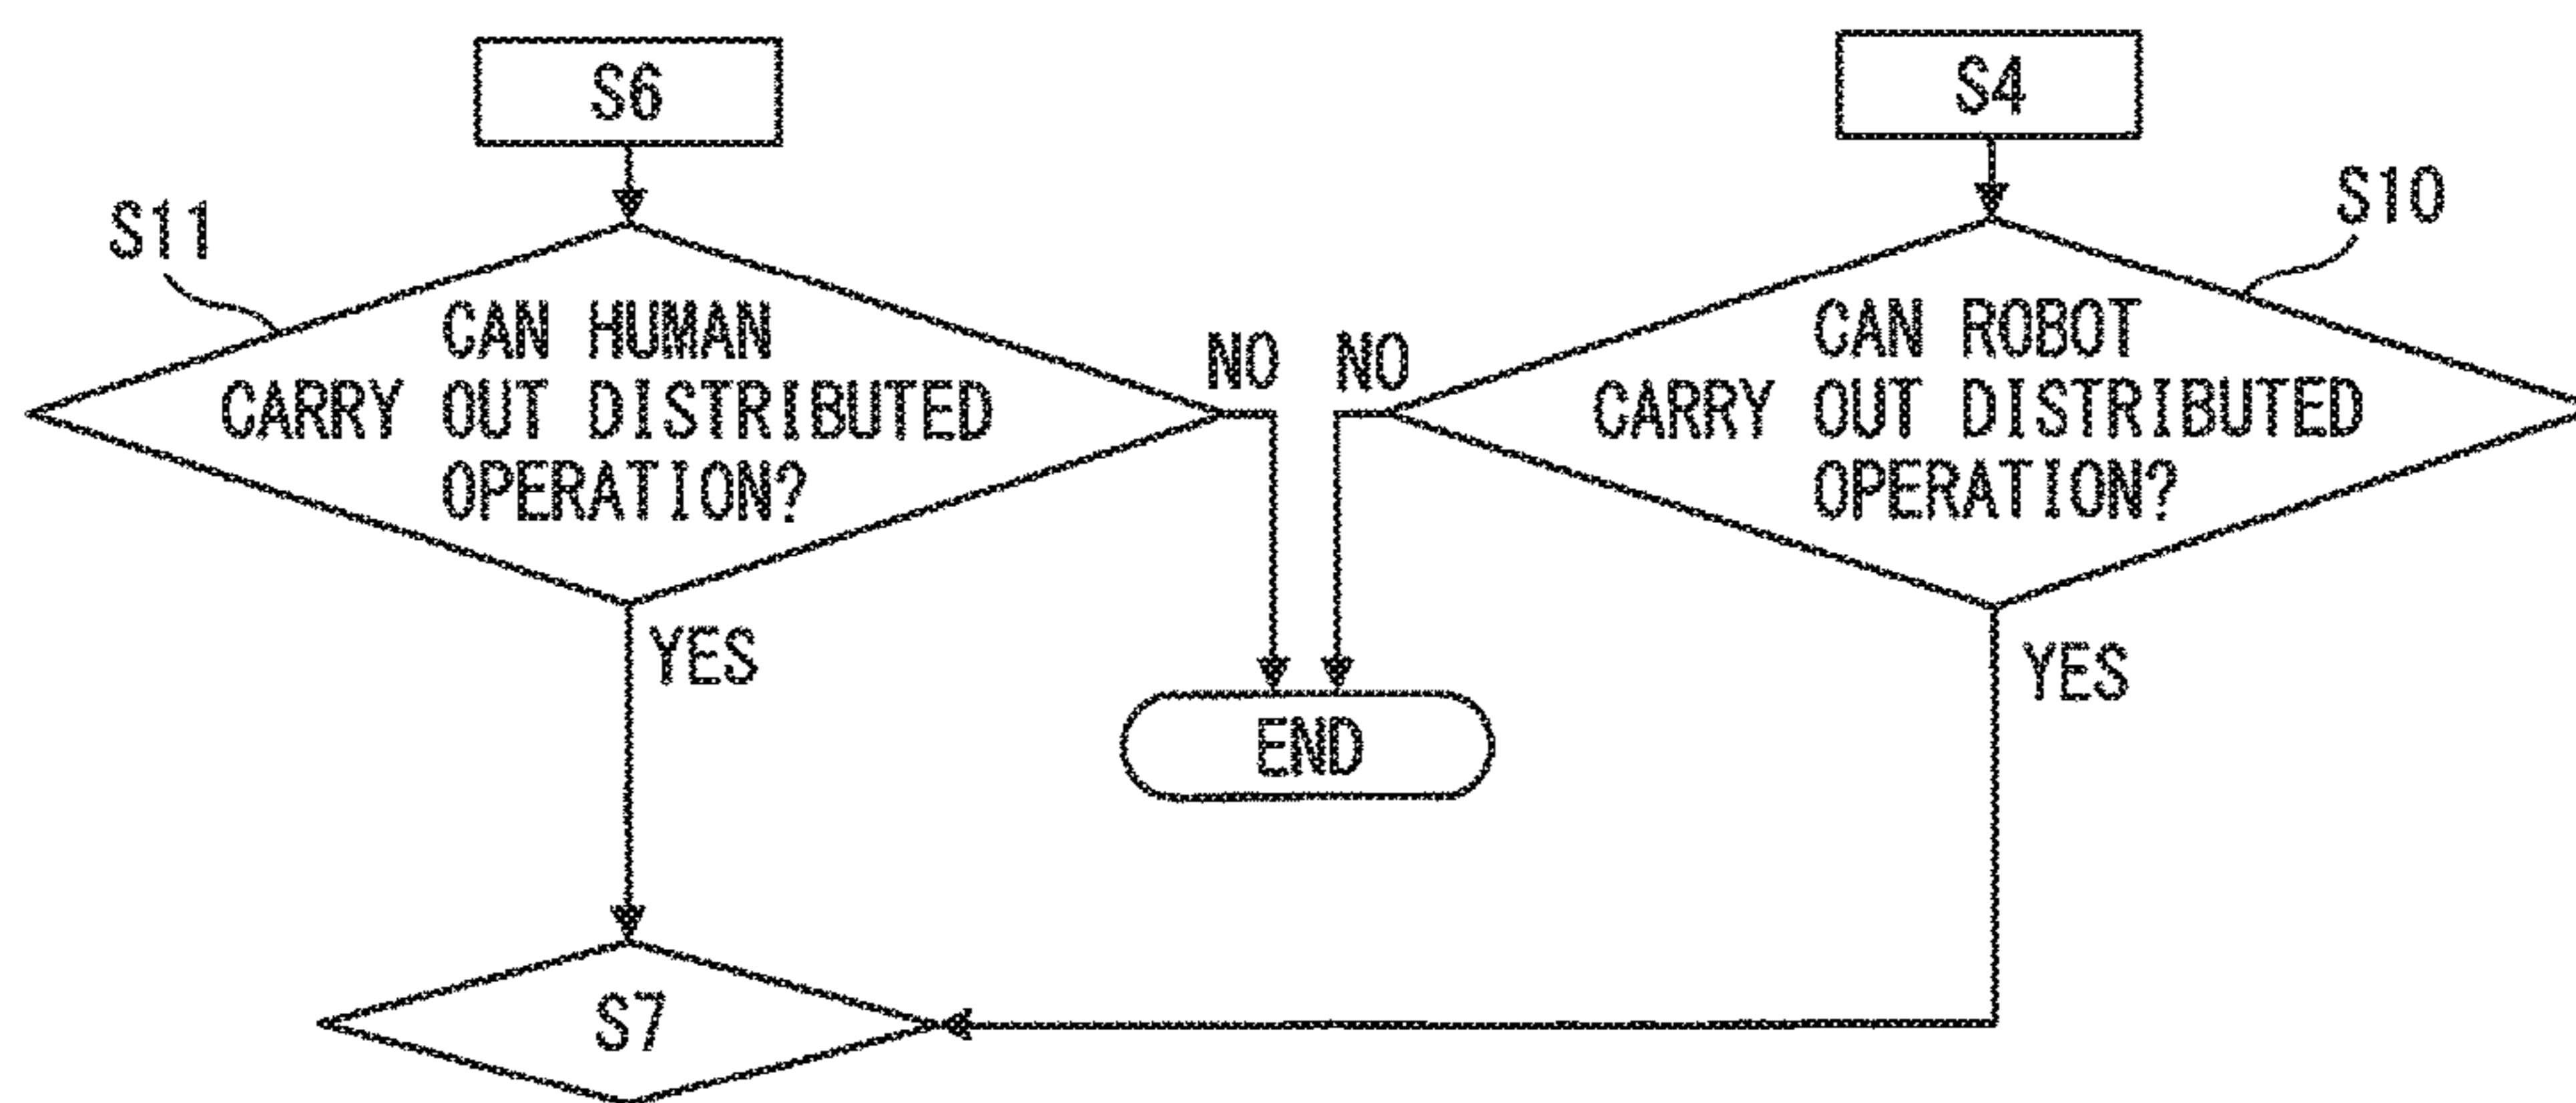 S6
S4
S11
S10
CAN HUMAN
CARRY OUT DISTRIBUTED
OPERATION?
NO
NO
CAN ROBOT
CARRY OUT DISTRIBUTED
OPERATION?
YES
YES
END
S7